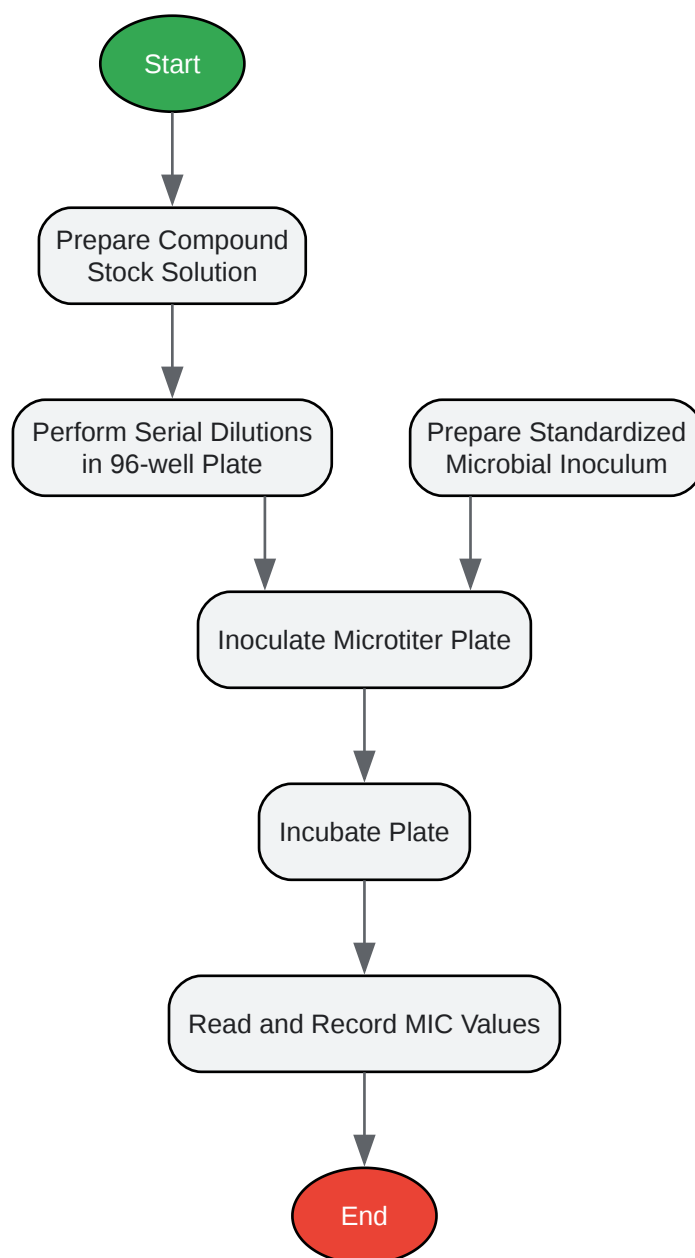 Start
Prepare Compound
Stock Solution
Perform Serial Dilutions
in 96-well Plate
Prepare Standardized
Microbial Inoculum
Inoculate Microtiter Plate
Incubate Plate
Read and Record MIC Values
End